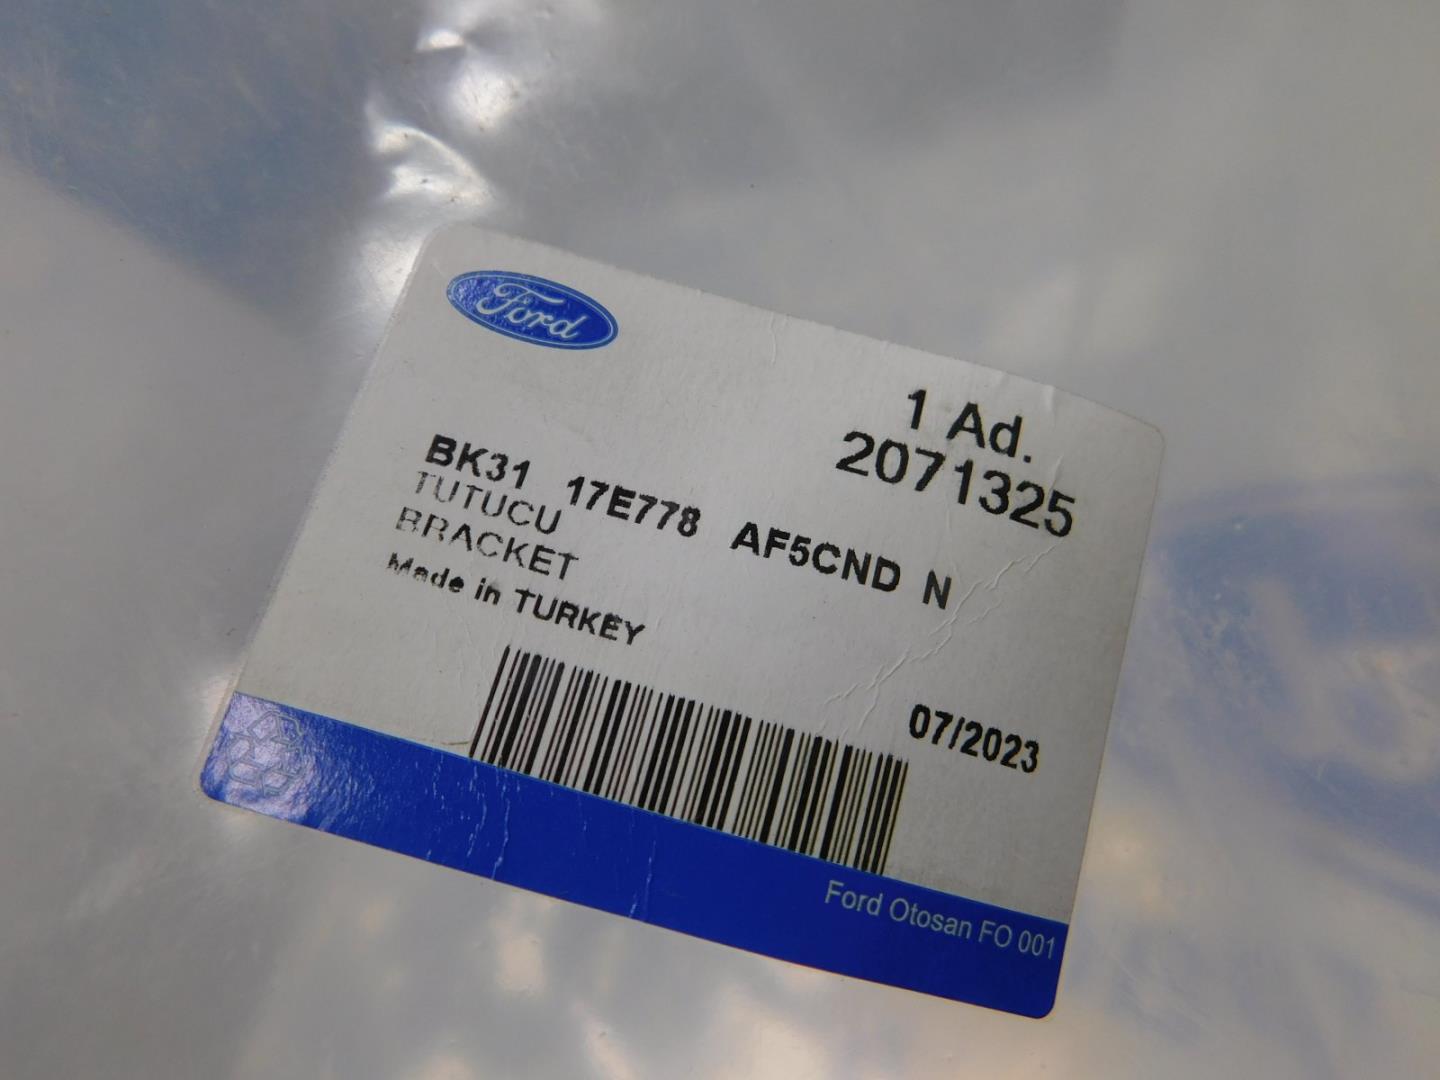 Ford
1 Ad.
2071325
BK31 17E778 AF5CND N
TUTUCU
BRACKET
Made in TURKEY
07/2023
Ford Otosan FO 001